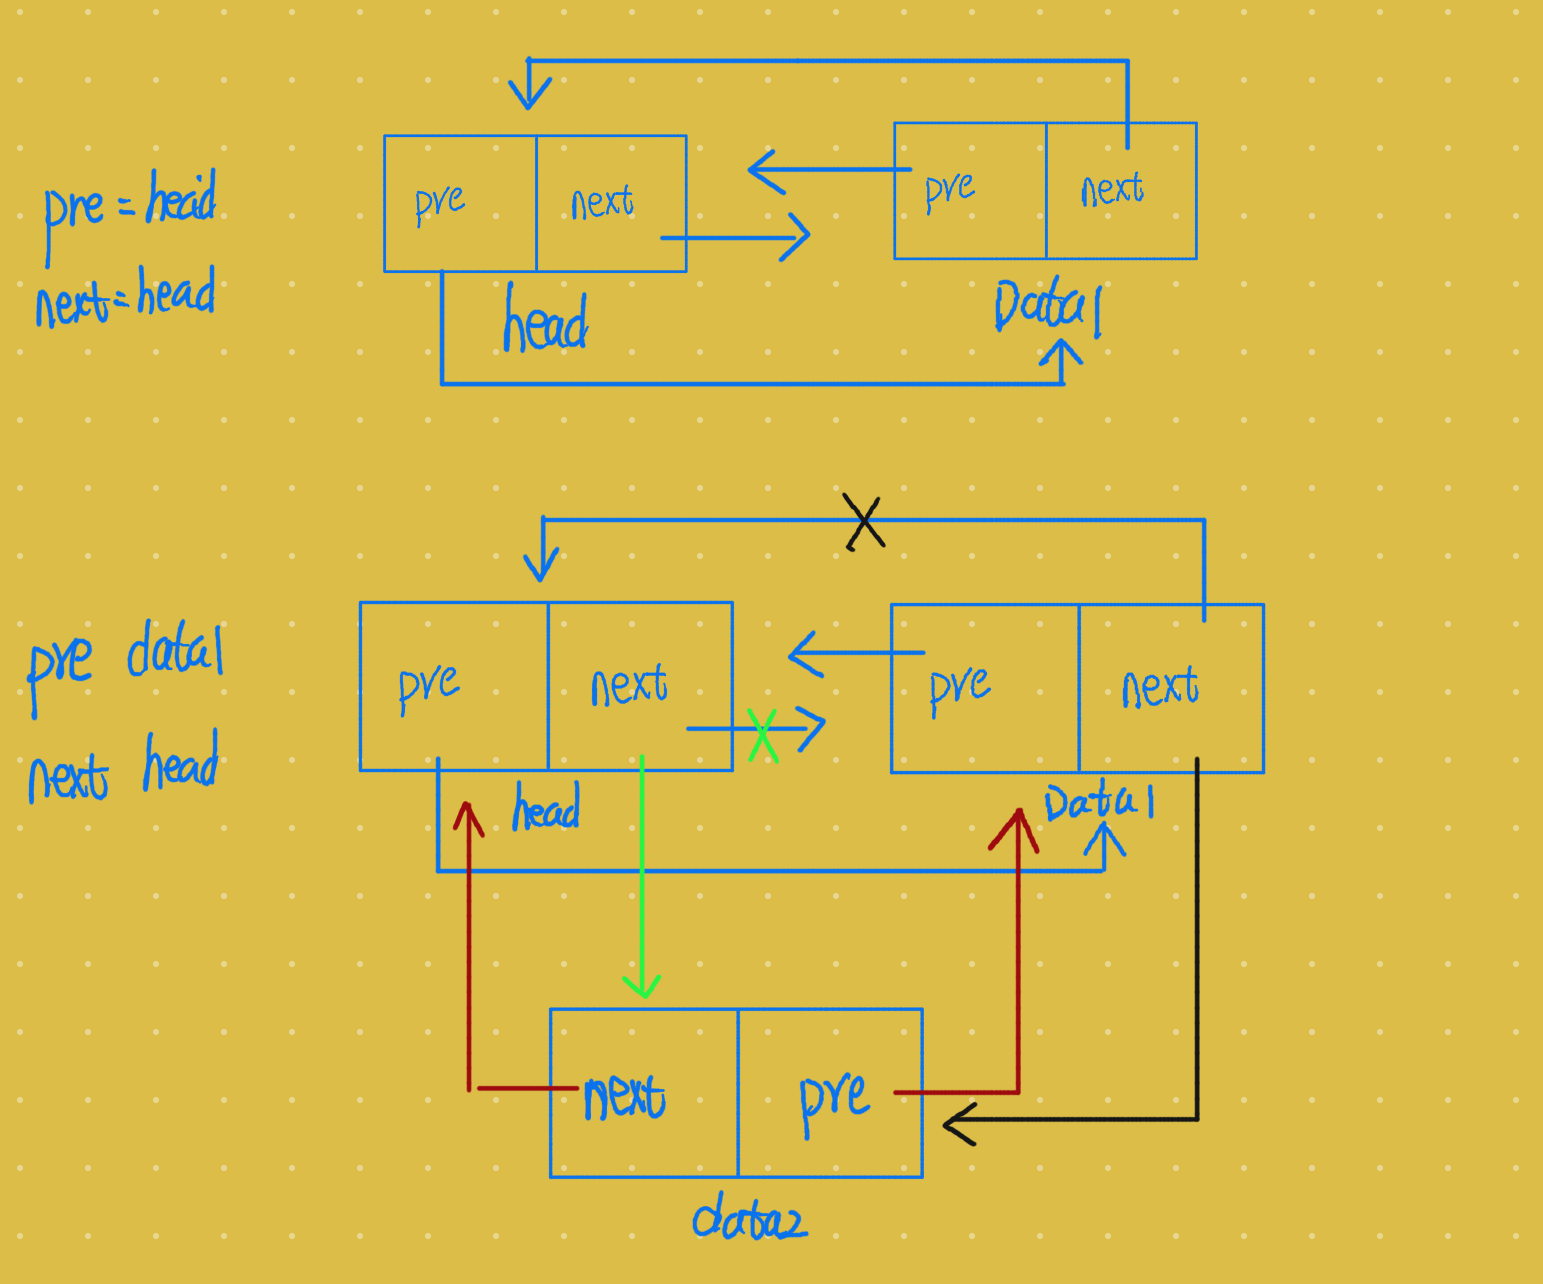 pre next
pre next
pre = head
next = head
head
Data1
pre data1
next head
pre next
pre next
head
Data1
next pre
data2